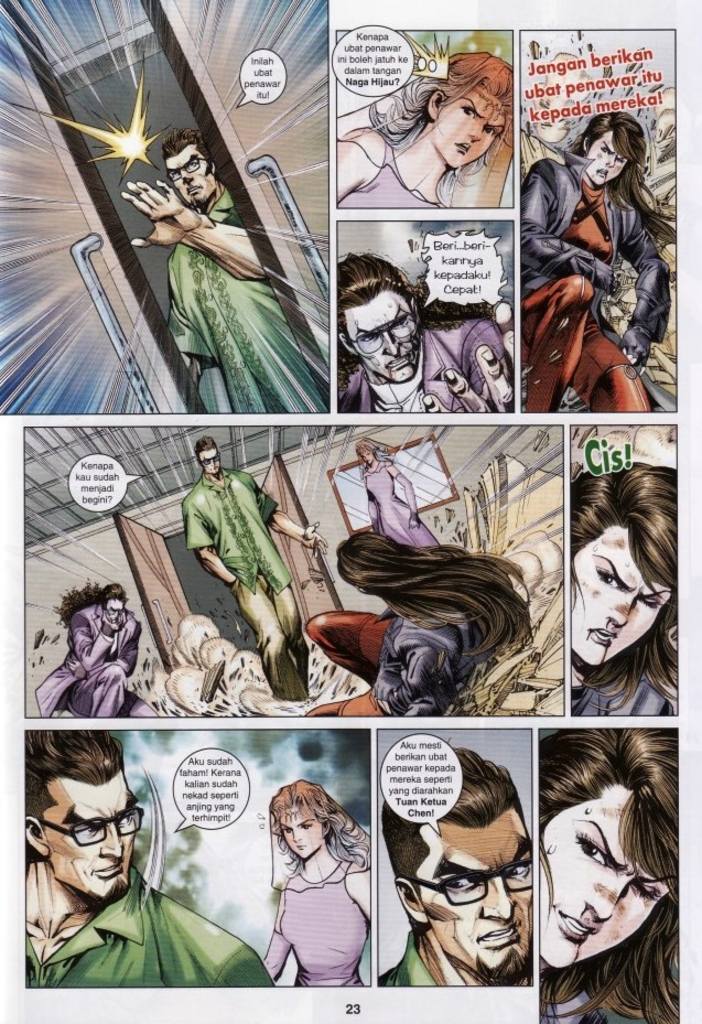 Inilah
ubat
penawar
itu!
Kenapa
ubat penawar
ini boleh jatuh ke
dalam tangan
Naga Hijau?
Jangan berikan
ubat penawar itu
kepada mereka!
Beri...beri-
kannya
kepadaku!
Cepat!
Kenapa
kau sudah
menjadi
begini?
Cis!
Aku sudah
faham! Kerana
kalian sudah
nekad seperti
anjing yang
terhimpit!
Aku mesti
berikan ubat
penawar kepada
mereka seperti
yang diarahkan
Tuan Ketua
Chen!
23